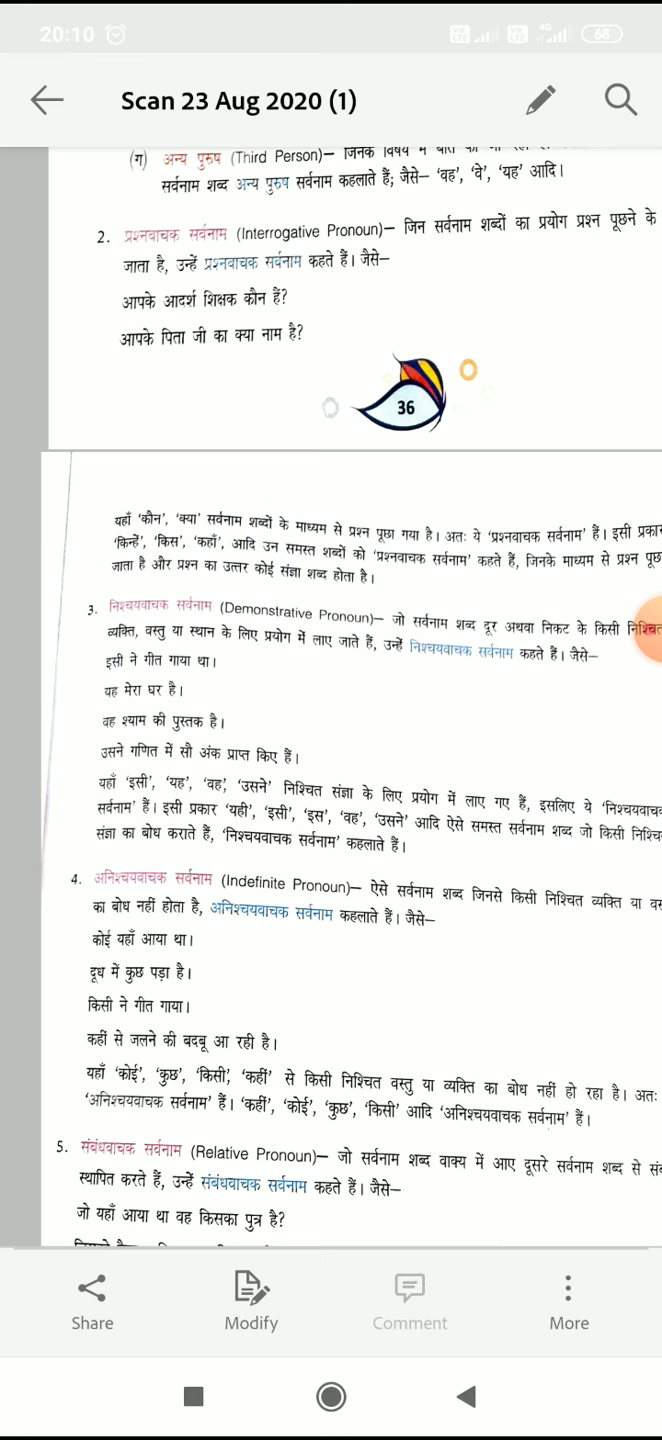 20:10
4G
68
Scan 23 Aug 2020 (1)
(ग) अन्य पुरुष (Third Person)– जिनके विषय में बात की जा
सर्वनाम शब्द अन्य पुरुष सर्वनाम कहलाते हैं; जैसे– ‘वह’, ‘वे’, ‘यह’ आदि।
2. प्रश्नवाचक सर्वनाम (Interrogative Pronoun)– जिन सर्वनाम शब्दों का प्रयोग प्रश्न पूछने के
जाता है, उन्हें प्रश्नवाचक सर्वनाम कहते हैं। जैसे–
आपके आदर्श शिक्षक कौन हैं?
आपके पिता जी का क्या नाम है?
36
यहाँ ‘कौन’, ‘क्या’ सर्वनाम शब्दों के माध्यम से प्रश्न पूछा गया है। अतः ये ‘प्रश्नवाचक सर्वनाम’ हैं। इसी प्रकार
‘किन्हें’, ‘किस’, ‘कहाँ’, आदि उन समस्त शब्दों को ‘प्रश्नवाचक सर्वनाम’ कहते हैं, जिनके माध्यम से प्रश्न पूछ
जाता है और प्रश्न का उत्तर कोई संज्ञा शब्द होता है।
3. निश्चयवाचक सर्वनाम (Demonstrative Pronoun)– जो सर्वनाम शब्द दूर अथवा निकट के किसी निश्चित
व्यक्ति, वस्तु या स्थान के लिए प्रयोग में लाए जाते हैं, उन्हें निश्चयवाचक सर्वनाम कहते हैं। जैसे–
इसी ने गीत गाया था।
यह मेरा घर है।
वह श्याम की पुस्तक है।
उसने गणित में सौ अंक प्राप्त किए हैं।
यहाँ ‘इसी’, ‘यह’, ‘वह’, ‘उसने’ निश्चित संज्ञा के लिए प्रयोग में लाए गए हैं, इसलिए ये ‘निश्चयवाच
सर्वनाम’ हैं। इसी प्रकार ‘यही’, ‘इसी’, ‘इस’, ‘वह’, ‘उसने’ आदि ऐसे समस्त सर्वनाम शब्द जो किसी निश्चि
संज्ञा का बोध कराते हैं, ‘निश्चयवाचक सर्वनाम’ कहलाते हैं।
4. अनिश्चयवाचक सर्वनाम (Indefinite Pronoun)– ऐसे सर्वनाम शब्द जिनसे किसी निश्चित व्यक्ति या वस
का बोध नहीं होता है, अनिश्चयवाचक सर्वनाम कहलाते हैं। जैसे–
कोई यहाँ आया था।
दूध में कुछ पड़ा है।
किसी ने गीत गाया।
कहीं से जलने की बदबू आ रही है।
यहाँ ‘कोई’, ‘कुछ’, ‘किसी’, ‘कहीं’ से किसी निश्चित वस्तु या व्यक्ति का बोध नहीं हो रहा है। अतः
‘अनिश्चयवाचक सर्वनाम’ हैं। ‘कहीं’, ‘कोई’, ‘कुछ’, ‘किसी’ आदि ‘अनिश्चयवाचक सर्वनाम’ हैं।
5. संबंधवाचक सर्वनाम (Relative Pronoun)– जो सर्वनाम शब्द वाक्य में आए दूसरे सर्वनाम शब्द से सं
स्थापित करते हैं, उन्हें संबंधवाचक सर्वनाम कहते हैं। जैसे–
जो यहाँ आया था वह किसका पुत्र है?
Share
Modify
Comment
More